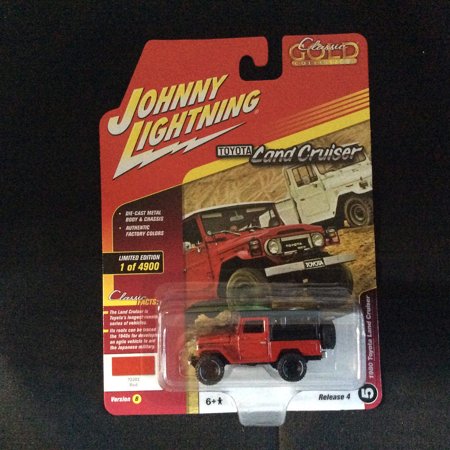 Classic
GOLD
COLLECTION
JOHNNY
LIGHTNING®
TOYOTA Land Cruiser
• DIE-CAST METAL
BODY & CHASSIS
• AUTHENTIC
FACTORY COLORS
LIMITED EDITION
1 of 4900
TOYOTA
TOYOTA
Classic
FACTS:
• The Land Cruiser is
Toyota's longest-running
series of vehicles.
• Its roots can be traced
the 1940s for
an agile vehicle to aid
the Japanese military.
Red
Version A
6+
Release 4
5
1980 Toyota Land Cruiser